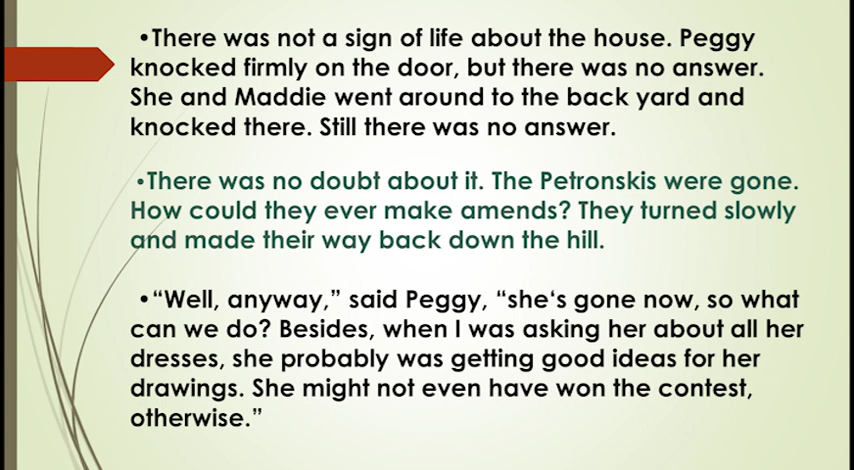 •There was not a sign of life about the house. Peggy
knocked firmly on the door, but there was no answer.
She and Maddie went around to the back yard and
knocked there. Still there was no answer.
•There was no doubt about it. The Petronskis were gone.
How could they ever make amends? They turned slowly
and made their way back down the hill.
•“Well, anyway,” said Peggy, “she‘s gone now, so what
can we do? Besides, when I was asking her about all her
dresses, she probably was getting good ideas for her
drawings. She might not even have won the contest,
otherwise.”